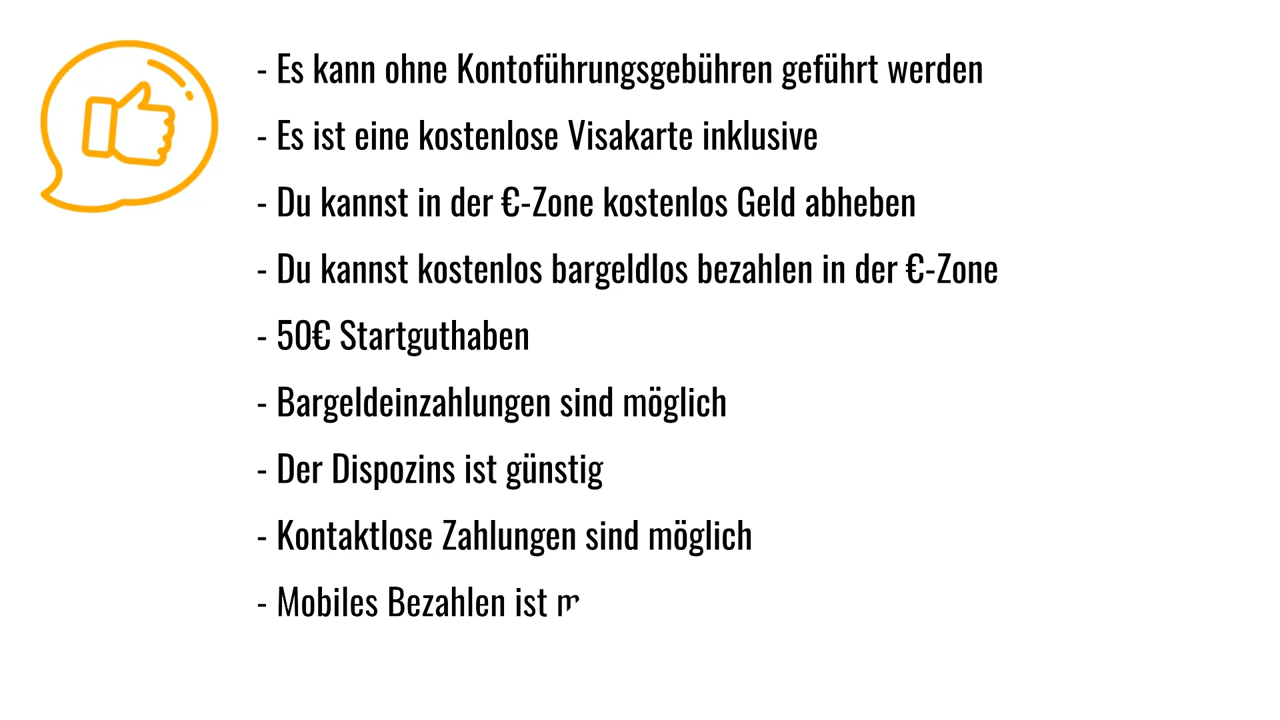 - Es kann ohne Kontoführungsgebühren geführt werden
- Es ist eine kostenlose Visakarte inklusive
- Du kannst in der €-Zone kostenlos Geld abheben
- Du kannst kostenlos bargeldlos bezahlen in der €-Zone
- 50€ Startguthaben
- Bargeldeinzahlungen sind möglich
- Der Dispozins ist günstig
- Kontaktlose Zahlungen sind möglich
- Mobiles Bezahlen ist